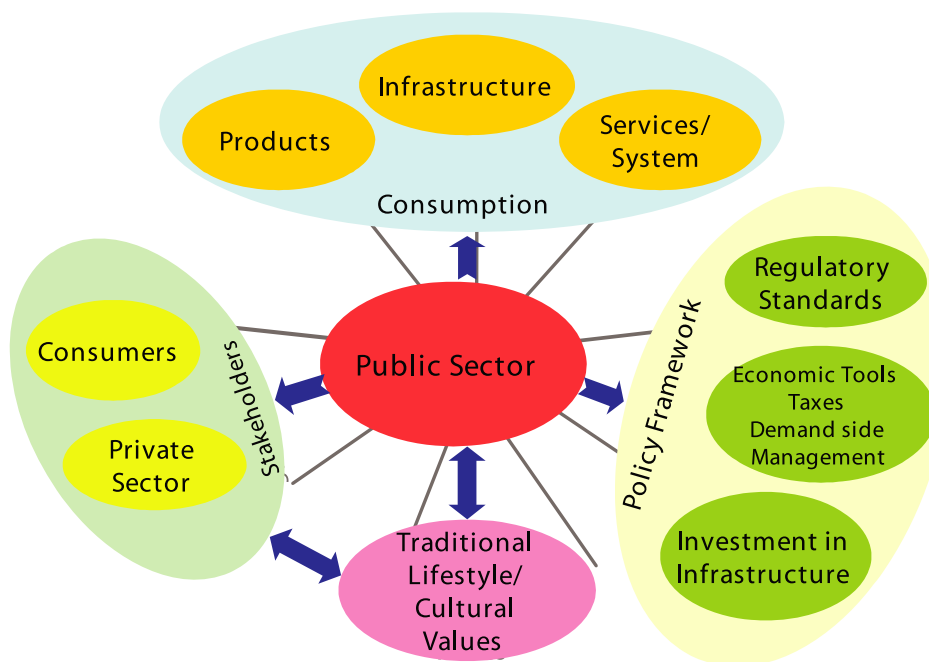 Infrastructure
Products
Services/
System
Consumption
Regulatory
Standards
Policy Framework
Economic Tools
Taxes
Demand side
Management
Investment in
Infrastructure
Public Sector
Consumers
Stakeholders
Private
Sector
Traditional
Lifestyle/
Cultural
Values